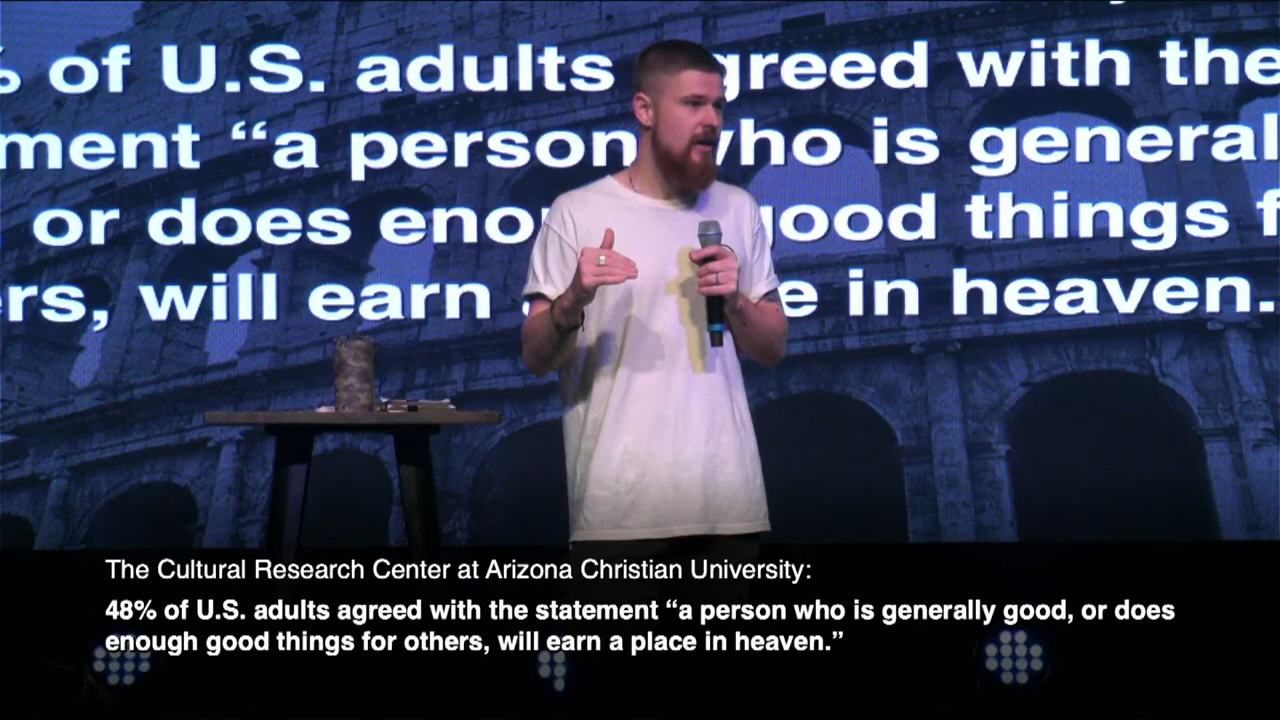 % of U.S. adults greed with the
ment “a person who is general
or does eno good things f
ers, will earn e in heaven.
The Cultural Research Center at Arizona Christian University:
48% of U.S. adults agreed with the statement “a person who is generally good, or does
enough good things for others, will earn a place in heaven.”